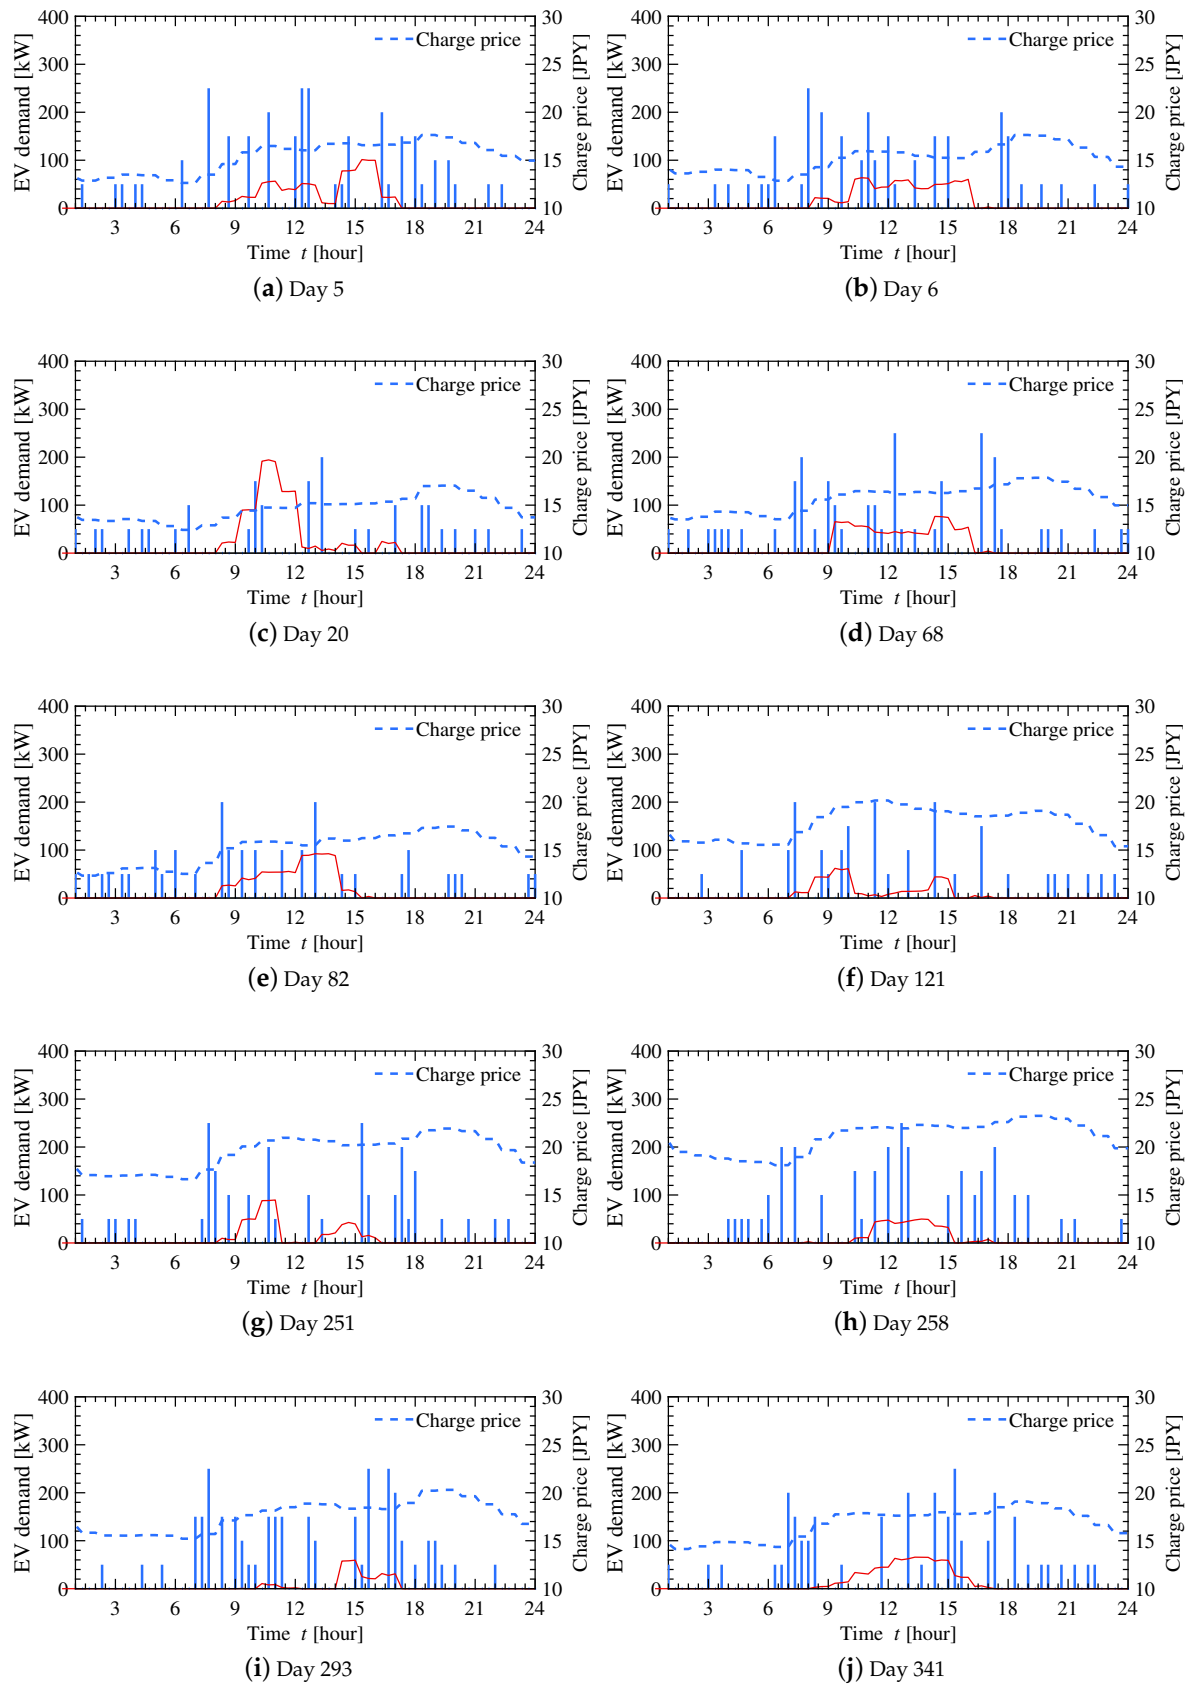 400
300
200
100
0
EV demand [kW]
Charge price
30
25
20
15
10
Charge price [JPY]
3 6 9 12 15 18 21 24
Time t [hour]
(a) Day 5
400
300
200
100
0
EV demand [kW]
Charge price
30
25
20
15
10
Charge price [JPY]
3 6 9 12 15 18 21 24
Time t [hour]
(b) Day 6
400
300
200
100
0
EV demand [kW]
Charge price
30
25
20
15
10
Charge price [JPY]
3 6 9 12 15 18 21 24
Time t [hour]
(c) Day 20
400
300
200
100
0
EV demand [kW]
Charge price
30
25
20
15
10
Charge price [JPY]
3 6 9 12 15 18 21 24
Time t [hour]
(d) Day 68
400
300
200
100
0
EV demand [kW]
Charge price
30
25
20
15
10
Charge price [JPY]
3 6 9 12 15 18 21 24
Time t [hour]
(e) Day 82
400
300
200
100
0
EV demand [kW]
Charge price
30
25
20
15
10
Charge price [JPY]
3 6 9 12 15 18 21 24
Time t [hour]
(f) Day 121
400
300
200
100
0
EV demand [kW]
Charge price
30
25
20
15
10
Charge price [JPY]
3 6 9 12 15 18 21 24
Time t [hour]
(g) Day 251
400
300
200
100
0
EV demand [kW]
Charge price
30
25
20
15
10
Charge price [JPY]
3 6 9 12 15 18 21 24
Time t [hour]
(h) Day 258
400
300
200
100
0
EV demand [kW]
Charge price
30
25
20
15
10
Charge price [JPY]
3 6 9 12 15 18 21 24
Time t [hour]
(i) Day 293
400
300
200
100
0
EV demand [kW]
Charge price
30
25
20
15
10
Charge price [JPY]
3 6 9 12 15 18 21 24
Time t [hour]
(j) Day 341